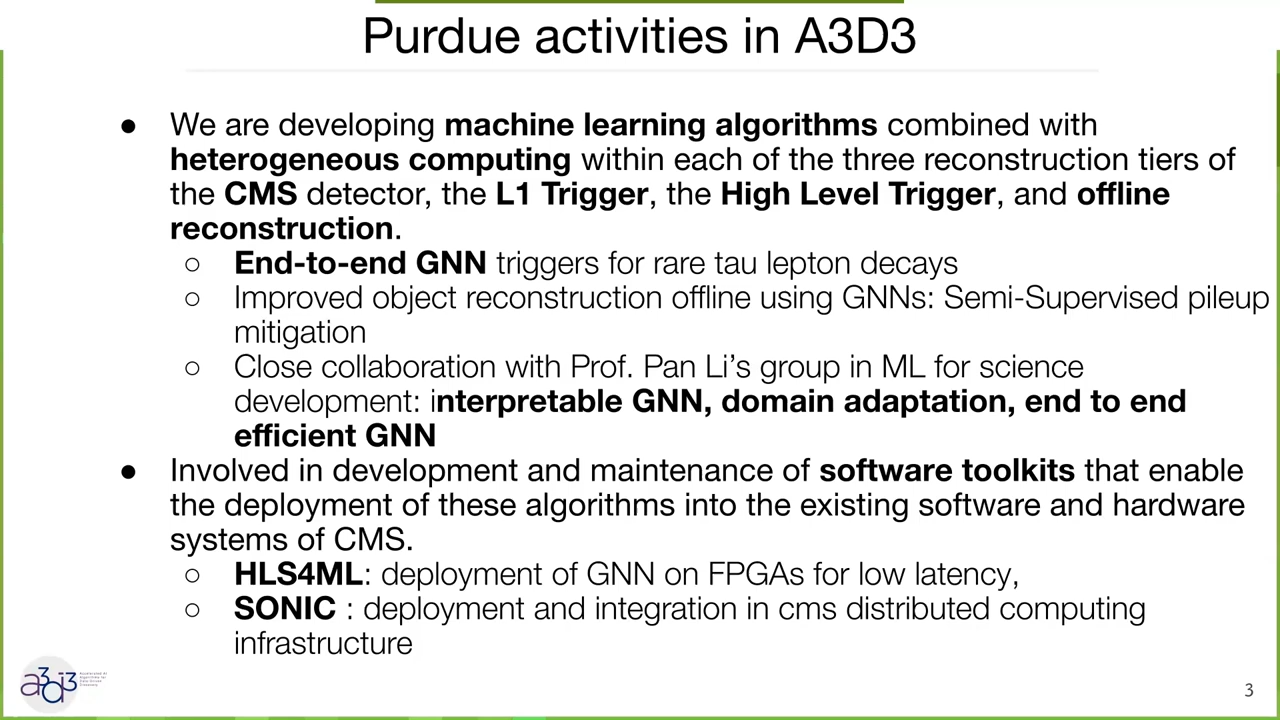 Purdue activities in A3D3
● We are developing machine learning algorithms combined with
heterogeneous computing within each of the three reconstruction tiers of
the CMS detector, the L1 Trigger, the High Level Trigger, and offline
reconstruction.
○ End-to-end GNN triggers for rare tau lepton decays
○ Improved object reconstruction offline using GNNs: Semi-Supervised pileup
mitigation
○ Close collaboration with Prof. Pan Li’s group in ML for science
development: interpretable GNN, domain adaptation, end to end
efficient GNN
● Involved in development and maintenance of software toolkits that enable
the deployment of these algorithms into the existing software and hardware
systems of CMS.
○ HLS4ML: deployment of GNN on FPGAs for low latency,
○ SONIC : deployment and integration in cms distributed computing
infrastructure
a3d3
3